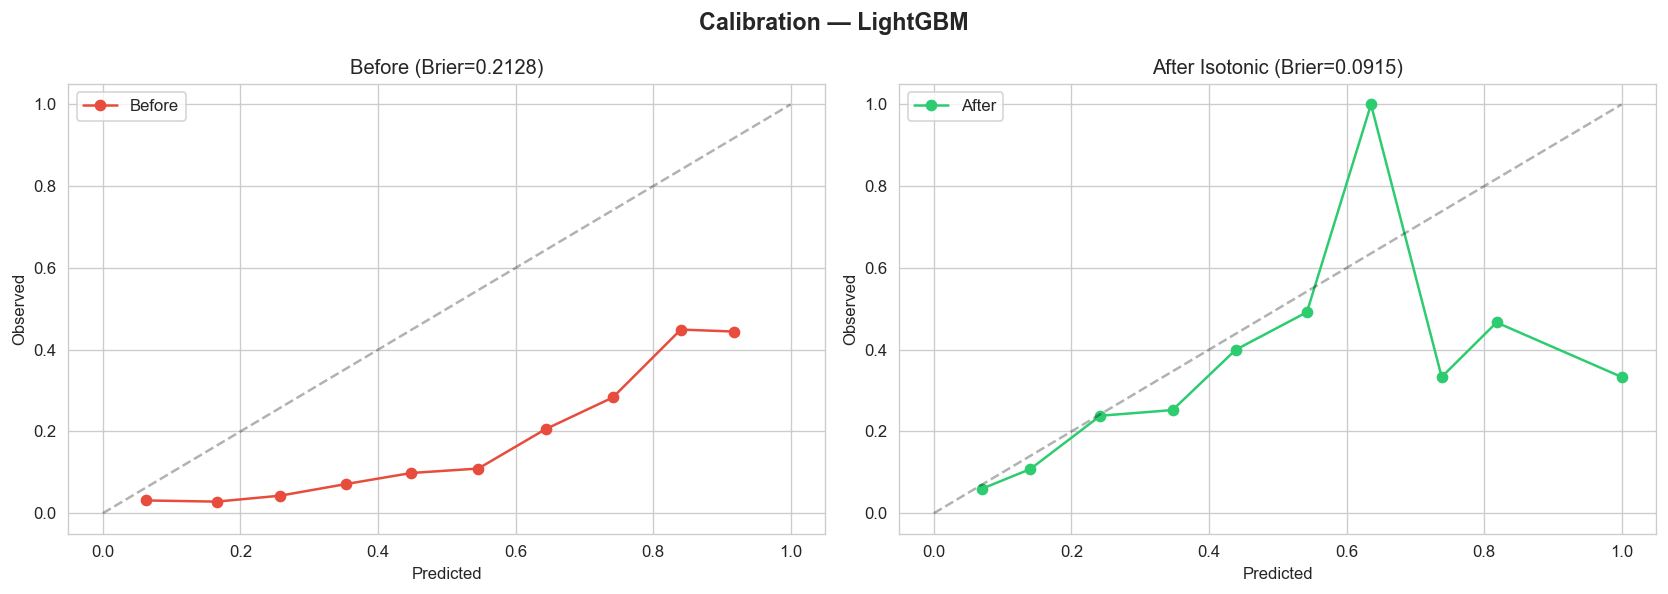 Calibration — LightGBM
Before (Brier=0.2128)
Before
1.0
0.8
0.6
0.4
0.2
0.0
Observed
0.0 0.2 0.4 0.6 0.8 1.0
Predicted
After Isotonic (Brier=0.0915)
After
1.0
0.8
0.6
0.4
0.2
0.0
Observed
0.0 0.2 0.4 0.6 0.8 1.0
Predicted